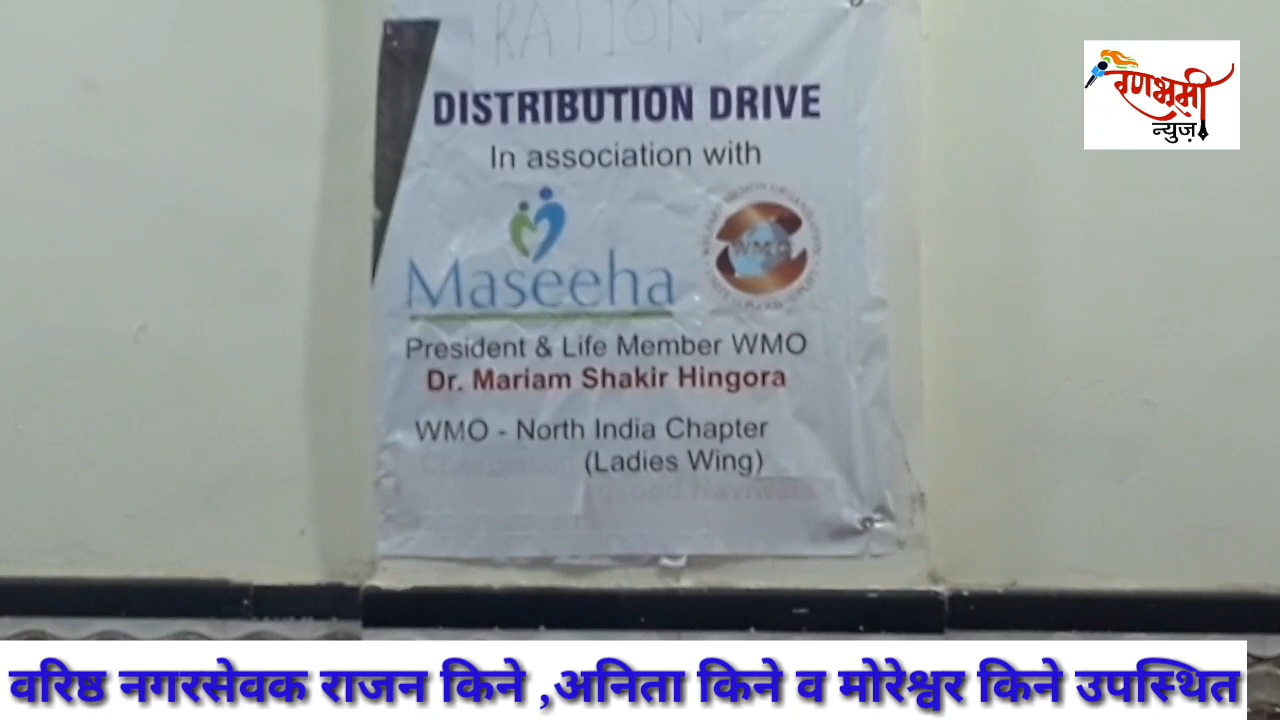 RATION
DISTRIBUTION DRIVE
In association with
Maseeha
WMO
President & Life Member WMO
Dr. Mariam Shakir Hingora
WMO - North India Chapter
(Ladies Wing)
रणभूमी
न्युज़
वरिष्ठ नगरसेवक राजन किने ,अनिता किने व मोरेश्वर किने उपस्थित